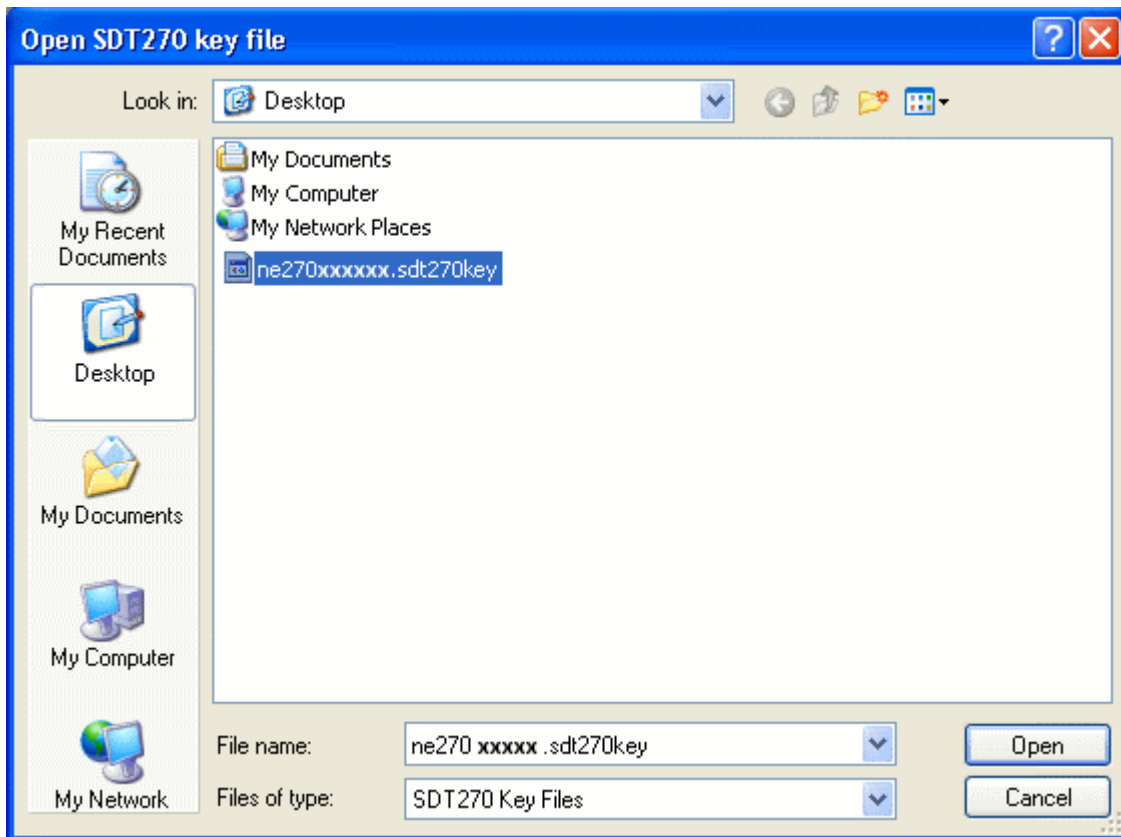 Open SDT270 key file
Look in:
Desktop
My Recent
Documents
Desktop
My Documents
My Computer
My Network
My Documents
My Computer
My Network Places
ne270xxxxxx.sdt270key
File name:
ne270 xxxxx .sdt270key
Open
Files of type:
SDT270 Key Files
Cancel